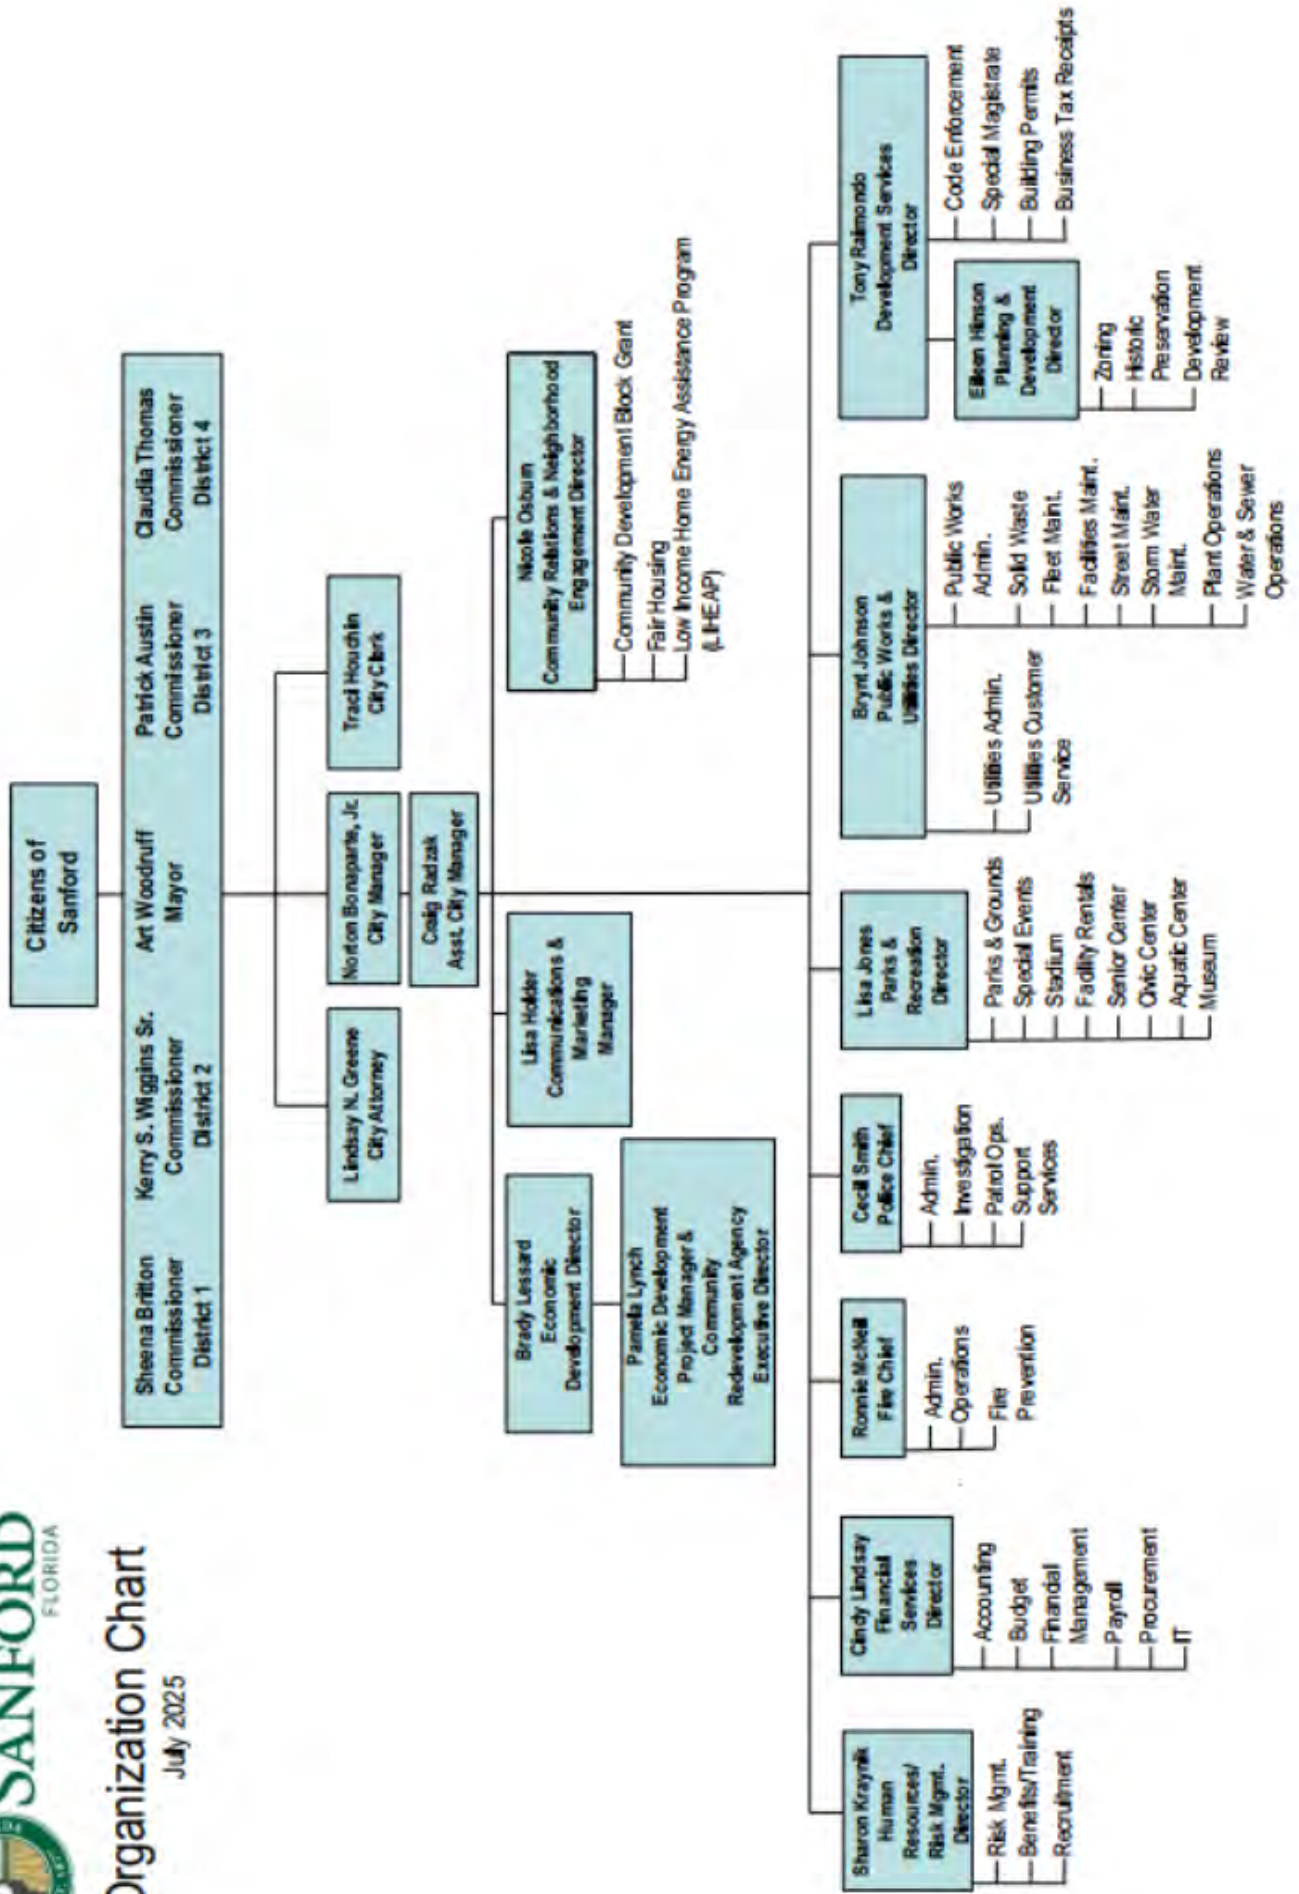 SANFORD
FLORIDA
Organization Chart
July 2025
Citizens of
Sanford
Sheena Britton
Commissioner
District 1
Kerry S. Wiggins Sr.
Commissioner
District 2
Art Woodruff
Mayor
Patrick Austin
Commissioner
District 3
Claudia Thomas
Commissioner
District 4
Lindsay N. Greene
City Attorney
Norton Bonaparte, Jr.
City Manager
Traci Houchin
City Clerk
Craig Radzak
Asst. City Manager
Brady Lessard
Economic
Development Director
Pamela Lynch
Economic Development
Project Manager &
Community
Redevelopment Agency
Executive Director
Lisa Holder
Communications &
Marketing
Manager
Nicolle Osburn
Community Relations & Neighborhood
Engagement Director
Community Development Block Grant
Fair Housing
Low Income Home Energy Assistance Program
(LIHEAP)
Sharon Kraynik
Human
Resources/
Risk Mgmt.
Director
Risk Mgmt.
Benefits/Training
Recruitment
Cindy Lindsay
Financial
Services
Director
Accounting
Budget
Financial
Management
Payroll
Procurement
IT
Ronnie McNeil
Fire Chief
Admin.
Operations
Fire
Prevention
Cecil Smith
Police Chief
Admin.
Investigation
Patrol Ops.
Support
Services
Lisa Jones
Parks &
Recreation
Director
Parks & Grounds
Special Events
Stadium
Facility Rentals
Senior Center
Civic Center
Aquatic Center
Museum
Brynt Johnson
Public Works &
Utilities Director
Utilities Admin.
Utilities Customer
Service
Public Works
Admin.
Solid Waste
Fleet Maint.
Facilities Maint.
Street Maint.
Storm Water
Maint.
Plant Operations
Water & Sewer
Operations
Tony Raimondo
Development Services
Director
Eileen Hinson
Planning &
Development
Director
Zoning
Historic
Preservation
Development
Review
Code Enforcement
Special Magistrate
Building Permits
Business Tax Receipts